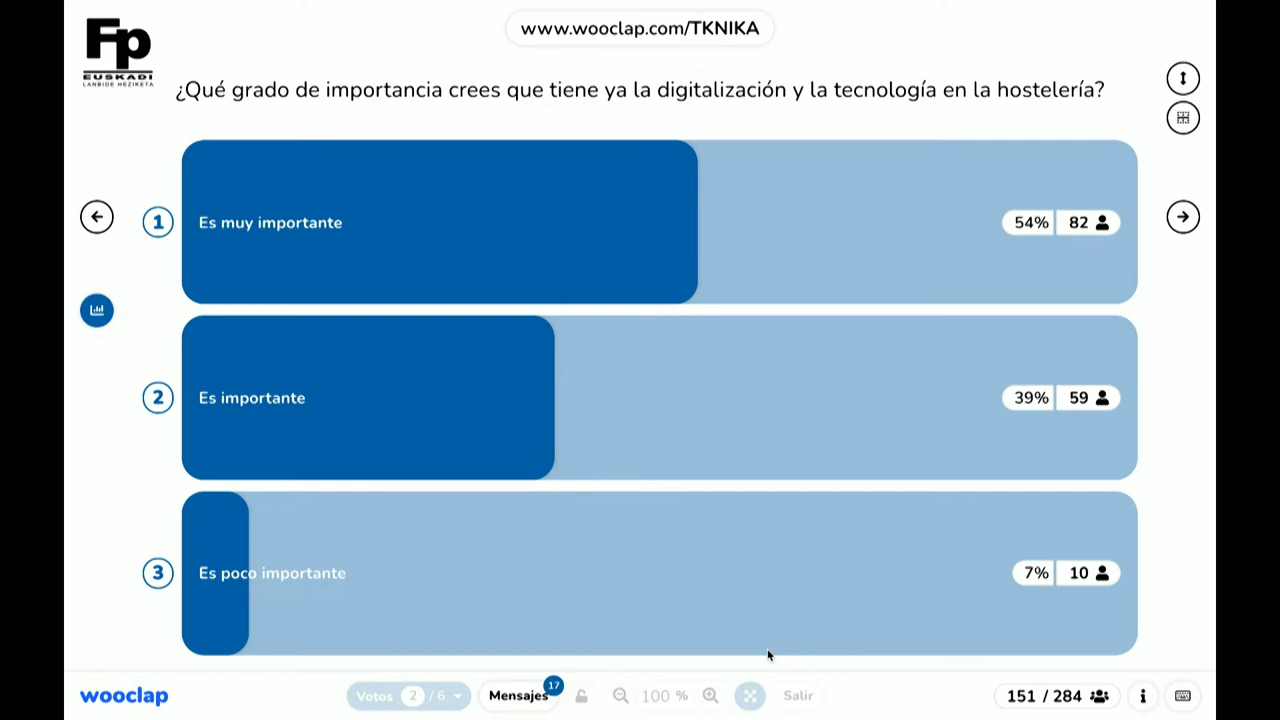 www.wooclap.com/TKNIKA
Fp
EUSKADI
LANBIDE HEZIKETA
¿Qué grado de importancia crees que tiene ya la digitalización y la tecnología en la hostelería?
1 Es muy importante 54% 82
2 Es importante 39% 59
3 Es poco importante 7% 10
wooclap Votos 2 / 6 Mensajes 17 100 % Salir 151 / 284